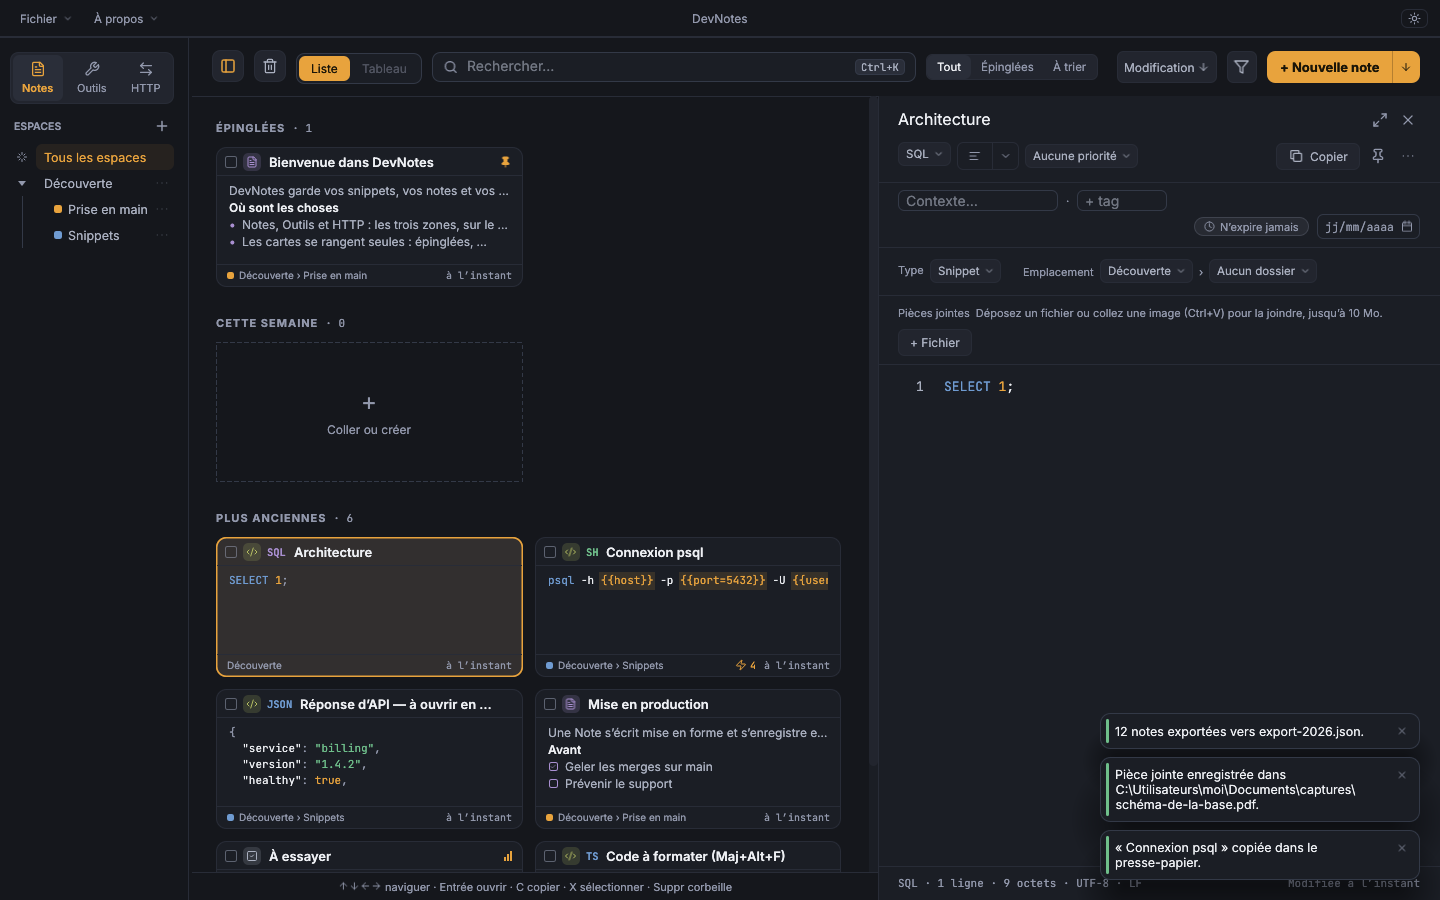 Fichier
À propos
DevNotes
Notes
Outils
HTTP
ESPACES
Tous les espaces
Découverte
Prise en main
Snippets
Liste
Tableau
Rechercher...
Ctrl+K
Tout
Épinglées
À trier
Modification
+ Nouvelle note
ÉPINGLÉES · 1
Bienvenue dans DevNotes
DevNotes garde vos snippets, vos notes et vos ...
Où sont les choses
• Notes, Outils et HTTP : les trois zones, sur le ...
• Les cartes se rangent seules : épinglées, ...
Découverte › Prise en main
à l’instant
CETTE SEMAINE · 0
+
Coller ou créer
PLUS ANCIENNES · 6
SQL Architecture
SELECT 1;
Découverte
à l’instant
SH Connexion psql
psql -h {{host}} -p {{port=5432}} -U {{user
Découverte › Snippets
4 à l’instant
JSON Réponse d’API — à ouvrir en ...
{
"service": "billing",
"version": "1.4.2",
"healthy": true,
Découverte › Snippets
à l’instant
Mise en production
Une Note s’écrit mise en forme et s’enregistre e...
Avant
Geler les merges sur main
Prévenir le support
Découverte › Prise en main
à l’instant
À essayer
TS Code à formater (Maj+Alt+F)
↑↓←→ naviguer · Entrée ouvrir · C copier · X sélectionner · Suppr corbeille
Architecture
SQL
Aucune priorité
Copier
Contexte...
· + tag
N’expire jamais
jj/mm/aaaa
Type Snippet
Emplacement Découverte › Aucun dossier
Pièces jointes Déposez un fichier ou collez une image (Ctrl+V) pour la joindre, jusqu’à 10 Mo.
+ Fichier
1 SELECT 1;
12 notes exportées vers export-2026.json.
Pièce jointe enregistrée dans
C:\Utilisateurs\moi\Documents\captures\
schéma-de-la-base.pdf.
« Connexion psql » copiée dans le
presse-papier.
SQL · 1 ligne · 9 octets · UTF-8 · LF
Modifiée à l’instant